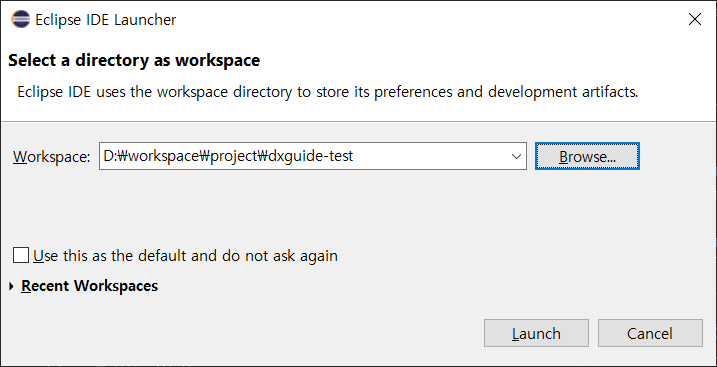 Eclipse IDE Launcher
Select a directory as workspace
Eclipse IDE uses the workspace directory to store its preferences and development artifacts.
Workspace: D:₩workspace₩project₩dxguide-test Browse...
Use this as the default and do not ask again
Recent Workspaces
Launch Cancel